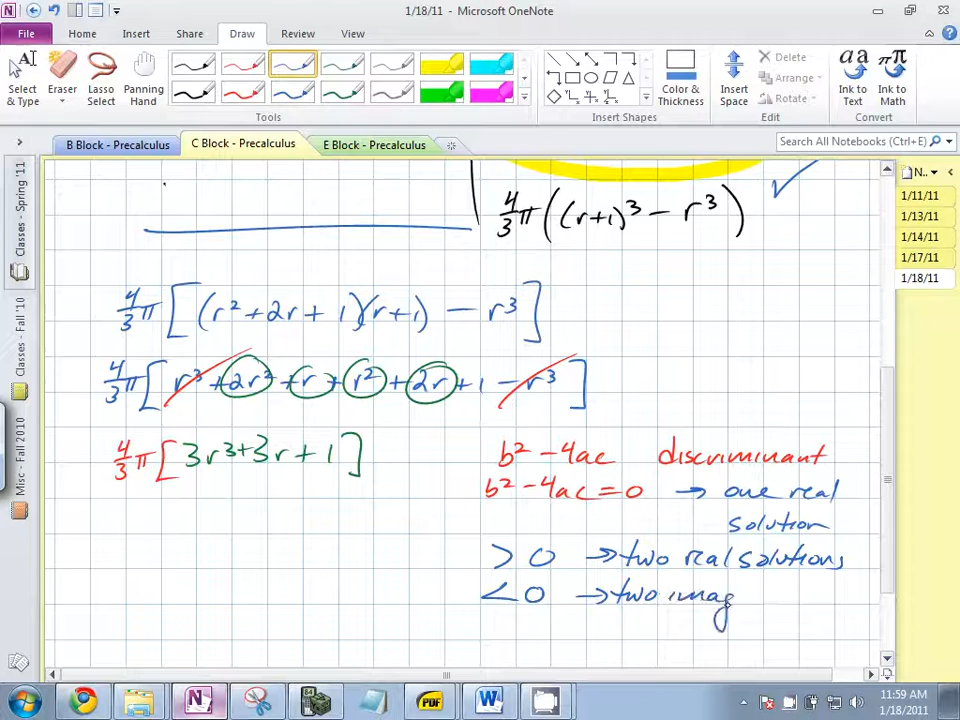 1/18/11 - Microsoft OneNote
File Home Insert Share Draw Review View
Select & Type
Eraser
Lasso Select
Panning Hand
Tools
Insert Shapes
Color & Thickness
Insert Space
Delete
Arrange
Rotate
Edit
Ink to Text
Ink to Math
Convert
B Block - Precalculus
C Block - Precalculus
E Block - Precalculus
Search All Notebooks (Ctrl+E)
Classes - Spring '11
Classes - Fall '10
Misc - Fall 2010
N..
1/11/11
1/13/11
1/14/11
1/17/11
1/18/11
4/3 π((r+1)³ − r³)
4/3 π[(r²+2r+1)(r+1) − r³]
4/3 π[r³+2r²+r+r²+2r+1−r³]
4/3 π[3r³+3r+1]
b²−4ac discriminant
b²−4ac=0 → one real
solution
> 0 → two real solutions
< 0 → two imag
11:59 AM
1/18/2011